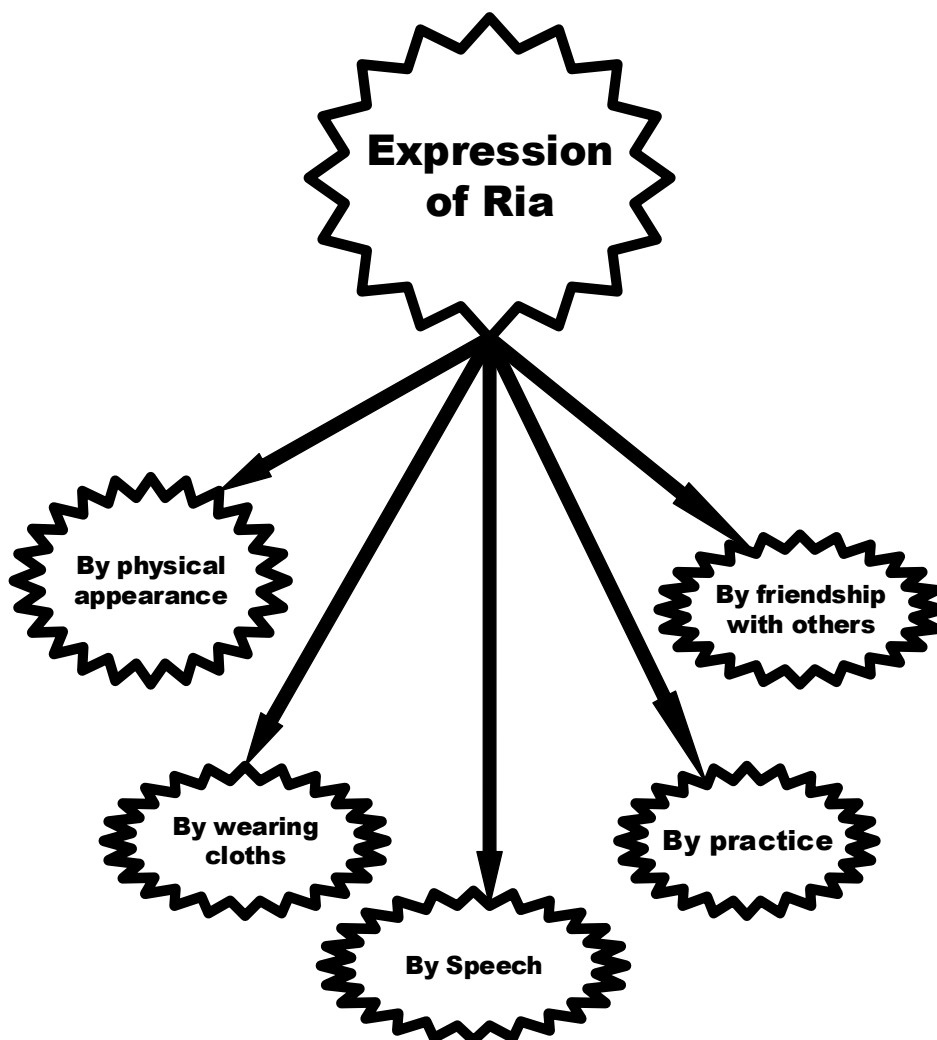 Expression
of Ria
By physical
appearance
By friendship
with others
By wearing
cloths
By practice
By Speech